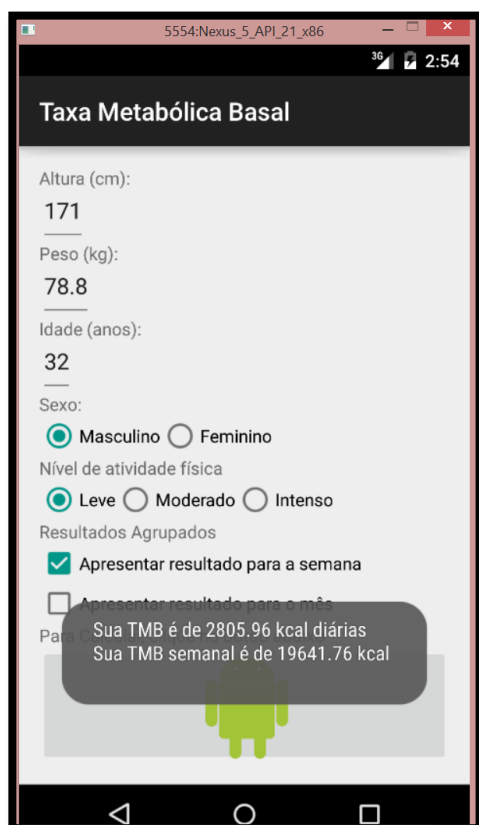 5554:Nexus_5_API_21_x86
3G 2:54
Taxa Metabólica Basal
Altura (cm):
171
Peso (kg):
78.8
Idade (anos):
32
Sexo:
Masculino Feminino
Nível de atividade física
Leve Moderado Intenso
Resultados Agrupados
Apresentar resultado para a semana
Apresentar resultado para o mês
Para
Sua TMB é de 2805.96 kcal diárias
Sua TMB semanal é de 19641.76 kcal